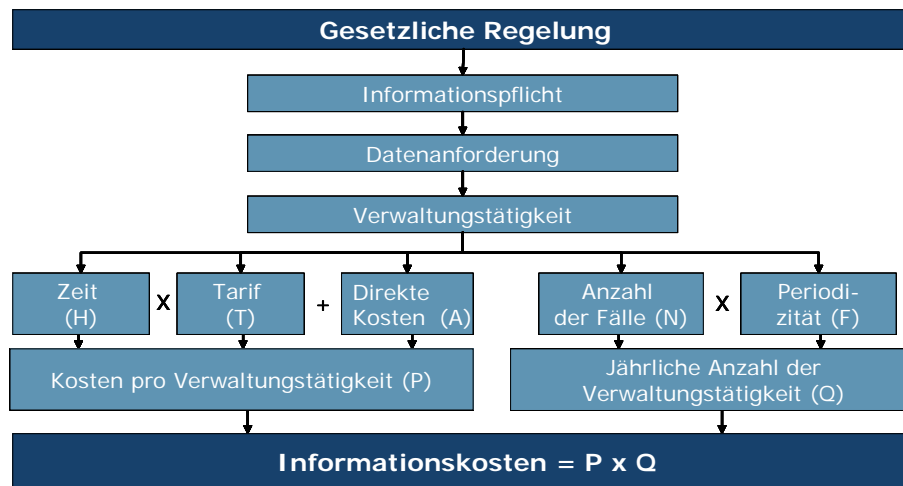 Gesetzliche Regelung
Informationspflicht
Datenanforderung
Verwaltungstätigkeit
Zeit
(H)
X
Tarif
(T)
+
Direkte
Kosten (A)
Anzahl
der Fälle (N)
X
Periodi-
zität (F)
Kosten pro Verwaltungstätigkeit (P)
Jährliche Anzahl der
Verwaltungstätigkeit (Q)
Informationskosten = P x Q